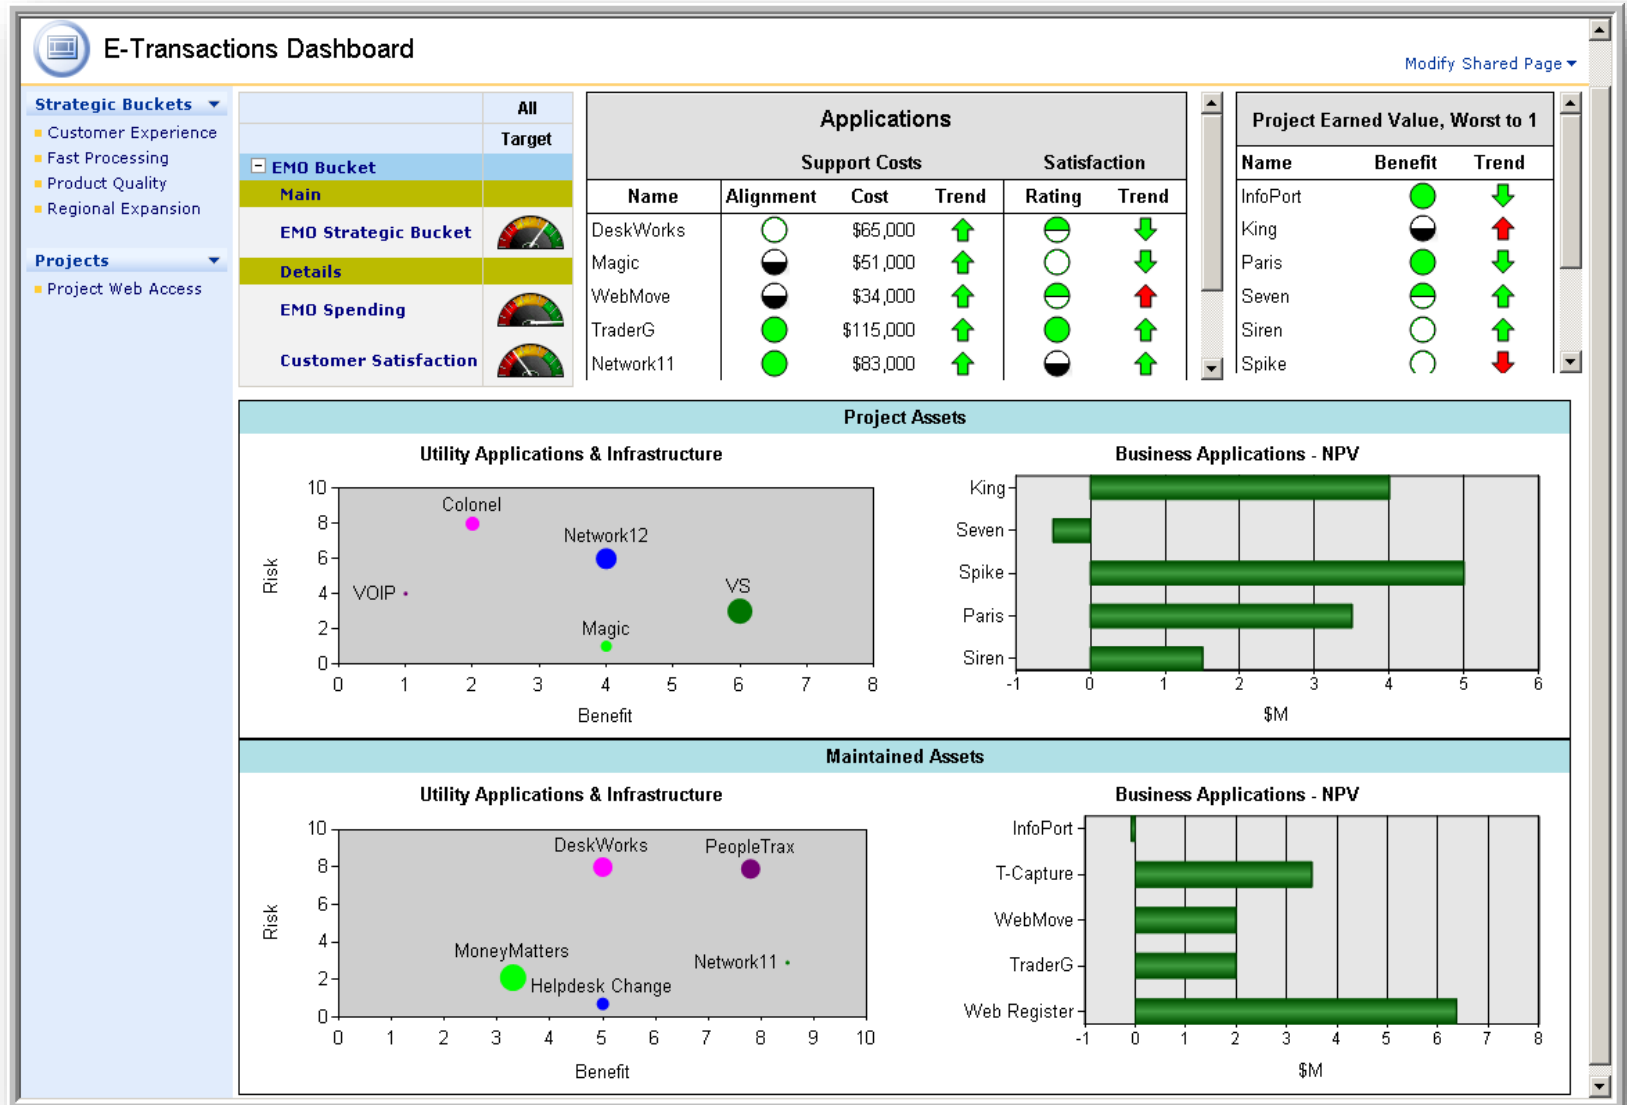 E-Transactions Dashboard
Modify Shared Page
Strategic Buckets
Customer Experience
Fast Processing
Product Quality
Regional Expansion
Projects
Project Web Access
All
Target
EMO Bucket
Main
EMO Strategic Bucket
Details
EMO Spending
Customer Satisfaction
Applications
Support Costs Satisfaction
Name Alignment Cost Trend Rating Trend
DeskWorks $65,000
Magic $51,000
WebMove $34,000
TraderG $115,000
Network11 $83,000
Project Earned Value, Worst to 1
Name Benefit Trend
InfoPort
King
Paris
Seven
Siren
Spike
Project Assets
Utility Applications & Infrastructure
10
8
6
4
2
0
Risk
Colonel
Network12
VOIP
VS
Magic
0 1 2 3 4 5 6 7 8
Benefit
Business Applications - NPV
King
Seven
Spike
Paris
Siren
-1 0 1 2 3 4 5 6
$M
Maintained Assets
Utility Applications & Infrastructure
10
8
6
4
2
0
Risk
DeskWorks
PeopleTrax
MoneyMatters
Network11
Helpdesk Change
0 1 2 3 4 5 6 7 8 9 10
Benefit
Business Applications - NPV
InfoPort
T-Capture
WebMove
TraderG
Web Register
-1 0 1 2 3 4 5 6 7 8
$M